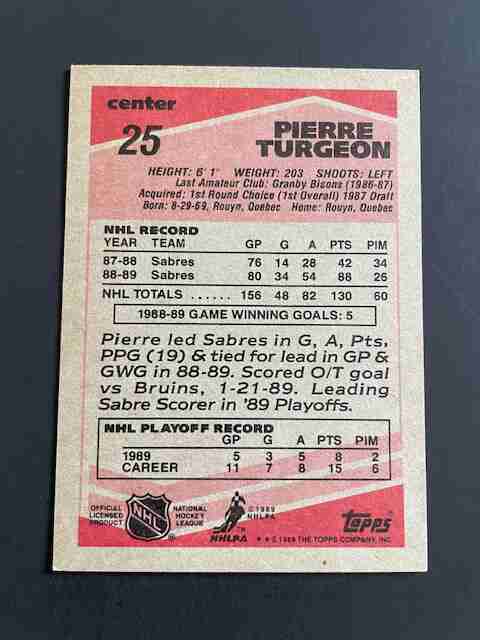 center
25
PIERRE
TURGEON
HEIGHT: 6' 1" WEIGHT: 203 SHOOTS: LEFT
Last Amateur Club: Granby Bisons (1986-87)
Acquired: 1st Round Choice (1st Overall) 1987 Draft
Born: 8-29-69, Rouyn, Quebec Home: Rouyn, Quebec
NHL RECORD
YEAR TEAM GP G A PTS PIM
87-88 Sabres 76 14 28 42 34
88-89 Sabres 80 34 54 88 26
NHL TOTALS ...... 156 48 82 130 60
1988-89 GAME WINNING GOALS: 5
Pierre led Sabres in G, A, Pts,
PPG (19) & tied for lead in GP &
GWG in 88-89. Scored O/T goal
vs Bruins, 1-21-89. Leading
Sabre Scorer in '89 Playoffs.
NHL PLAYOFF RECORD
GP G A PTS PIM
1989 5 3 5 8 2
CAREER 11 7 8 15 6
OFFICIAL
LICENSED
PRODUCT
NHL
NATIONAL
HOCKEY
LEAGUE
NHLPA
©1989
NHLPA
Topps
★★ © 1989 THE TOPPS COMPANY, INC.